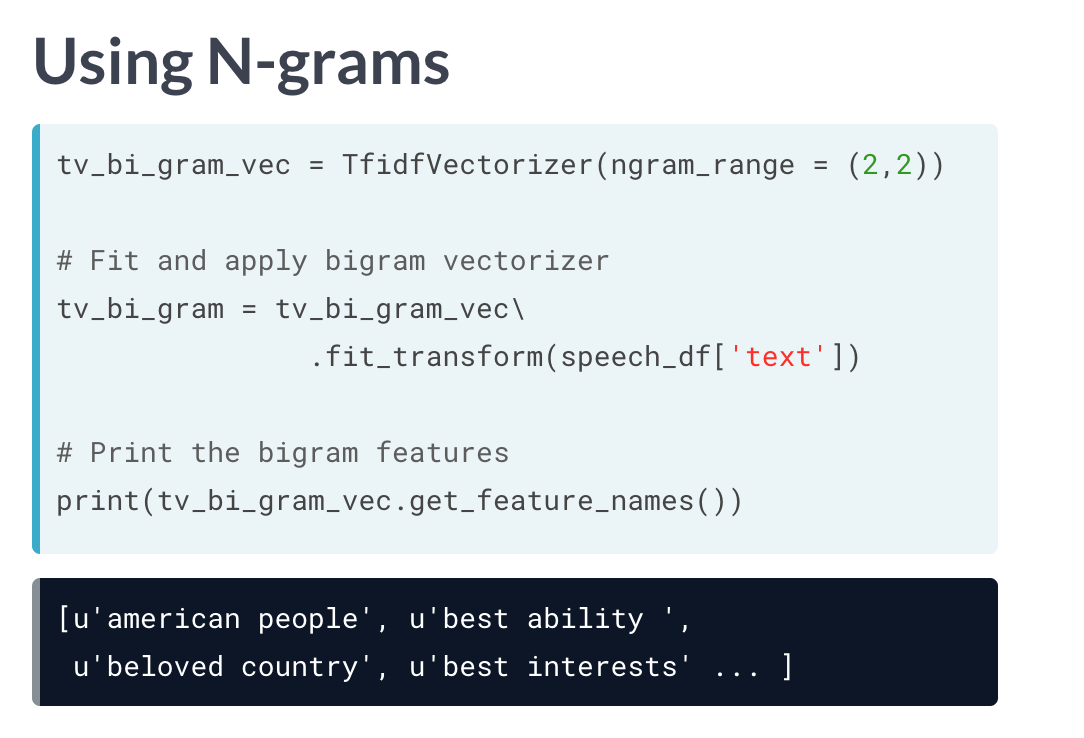 Using N-grams
tv_bi_gram_vec = TfidfVectorizer(ngram_range = (2,2))
# Fit and apply bigram vectorizer
tv_bi_gram = tv_bi_gram_vec\
.fit_transform(speech_df['text'])
# Print the bigram features
print(tv_bi_gram_vec.get_feature_names())
[u'american people', u'best ability ',
u'beloved country', u'best interests' ... ]